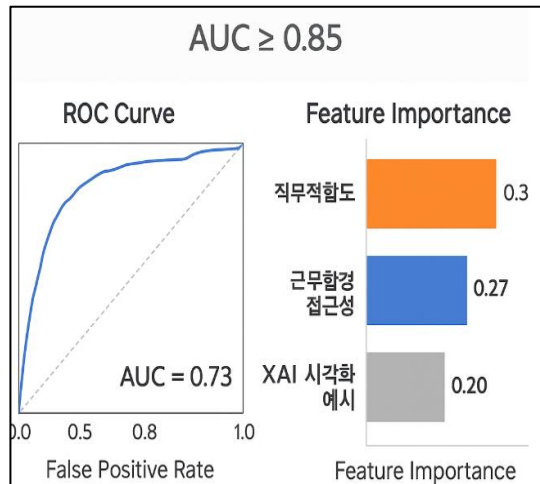 AUC ≥ 0.85
ROC Curve
AUC = 0.73
0.0 0.5 0.8 1.0
False Positive Rate
Feature Importance
직무적합도
0.3
근무함경
접근성
0.27
XAI 시각화
예시
0.20
Feature Importance